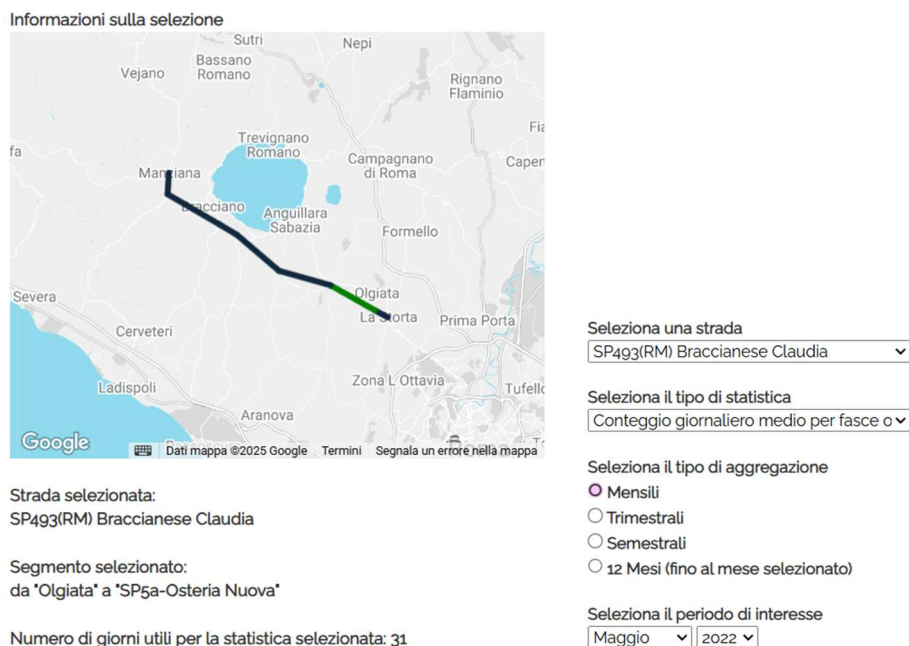 Informazioni sulla selezione
Sutri
Nepi
Bassano
Romano
Vejano
Rignano
Flaminio
Fia
Trevignano
Romano
fa
Campagnano
di Roma
Capen
Manziana
Bracciano
Anguillara
Sabazia
Formello
Olgiata
Severa
La Storta
Prima Porta
Cerveteri
Zona L Ottavia
Ladispoli
Tufello
Aranova
Google
Dati mappa ©2025 Google
Termini
Segnala un errore nella mappa
Strada selezionata:
SP493(RM) Braccianese Claudia
Segmento selezionato:
da "Olgiata" a "SP5a-Osteria Nuova"
Numero di giorni utili per la statistica selezionata: 31
Seleziona una strada
SP493(RM) Braccianese Claudia
Seleziona il tipo di statistica
Conteggio giornaliero medio per fasce o
Seleziona il tipo di aggregazione
Mensili
Trimestrali
Semestrali
12 Mesi (fino al mese selezionato)
Seleziona il periodo di interesse
Maggio 2022